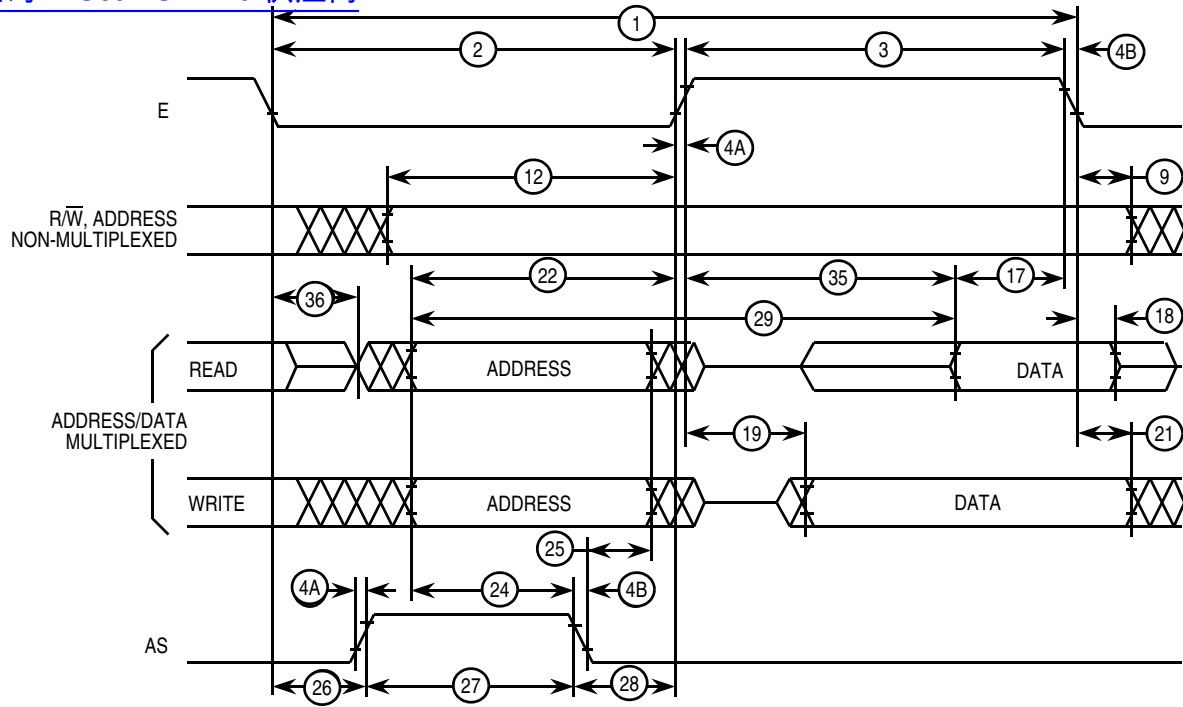 1
2
3
4B
E
4A
12
9
R/W̅, ADDRESS
NON-MULTIPLEXED
22
35
17
36
29
18
READ
ADDRESS
DATA
ADDRESS/DATA
MULTIPLEXED
19
21
WRITE
ADDRESS
DATA
25
4A
24
4B
AS
26
27
28